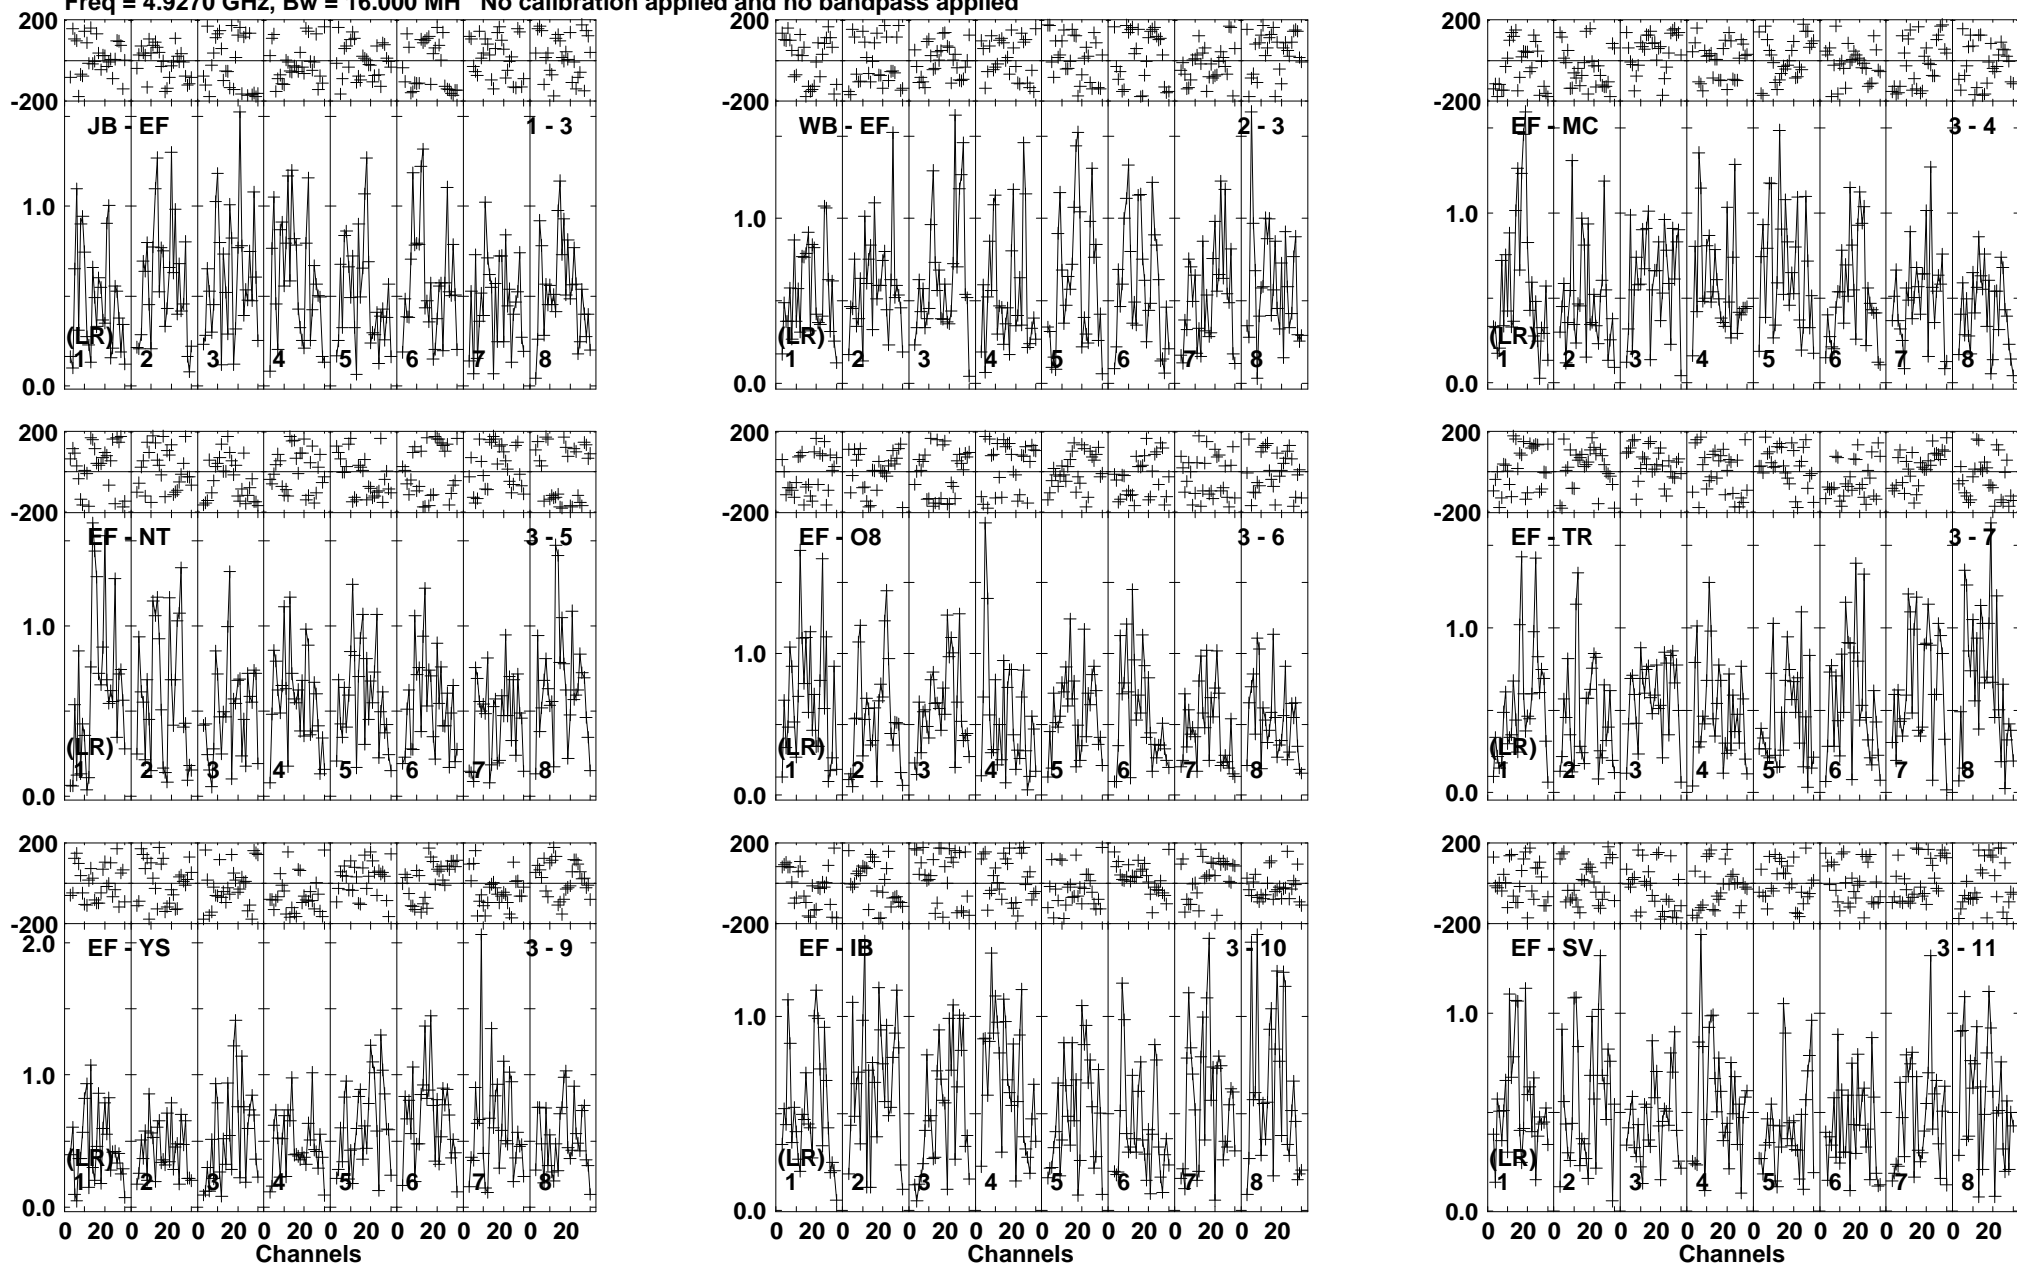 Freq = 4.9270 GHz, Bw = 16.000 MH No calibration applied and no bandpass applied
200 200 200
-200 -200 -200
JB - EF 1 - 3 WB - EF 2 - 3 EF - MC 3 - 4
1.0 1.0 1.0
(LR) (LR) (LR)
1 2 3 4 5 6 7 8 1 2 3 4 5 6 7 8 1 2 3 4 5 6 7 8
0.0 0.0 0.0
200 200 200
-200 -200 -200
EF - NT 3 - 5 EF - O8 3 - 6 EF - TR 3 - 7
1.0 1.0 1.0
(LR) (LR) (LR)
1 2 3 4 5 6 7 8 1 2 3 4 5 6 7 8 1 2 3 4 5 6 7 8
0.0 0.0 0.0
200 200 200
-200 -200 -200
2.0 EF - YS 3 - 9 EF - IB 3 - 10 EF - SV 3 - 11
1.0 1.0 1.0
(LR) (LR) (LR)
1 2 3 4 5 6 7 8 1 2 3 4 5 6 7 8 1 2 3 4 5 6 7 8
0.0 0.0 0.0
0 20 0 20 0 20 0 20 0 20 0 20 0 20 0 20 0 20 0 20 0 20 0 20 0 20 0 20 0 20 0 20 0 20 0 20 0 20 0 20 0 20 0 20 0 20 0 20
Channels Channels Channels